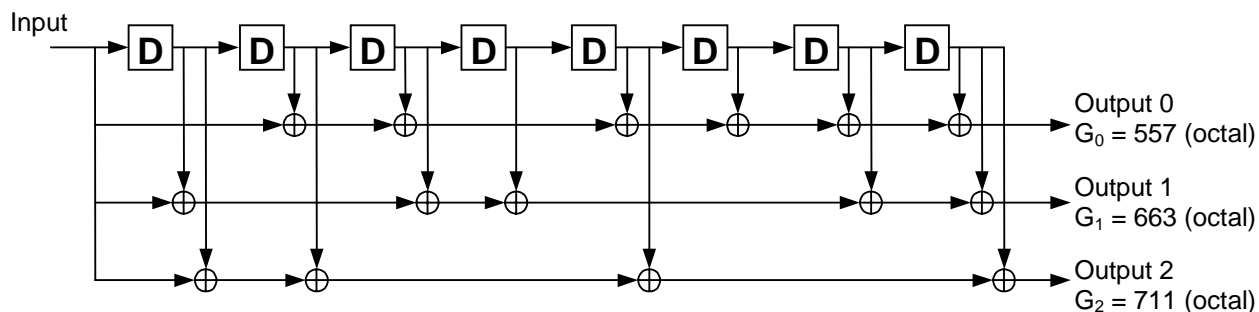 Input
D D D D D D D D
Output 0
G₀ = 557 (octal)
Output 1
G₁ = 663 (octal)
Output 2
G₂ = 711 (octal)